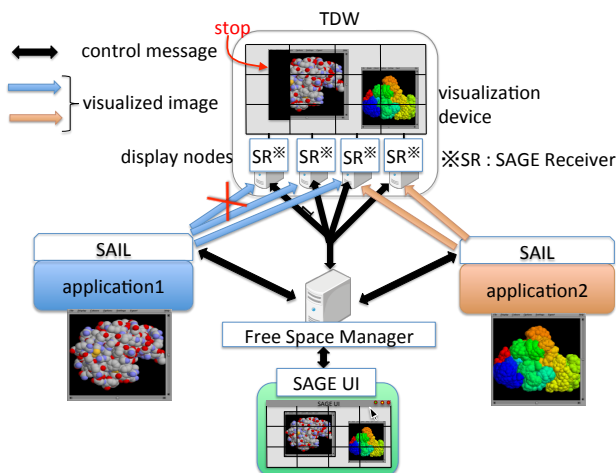 TDW
stop
control message
visualized image
visualization
device
display nodes
SR※
SR※
SR※
SR※
※SR : SAGE Receiver
SAIL
application1
SAIL
application2
Free Space Manager
SAGE UI
SAGE UI